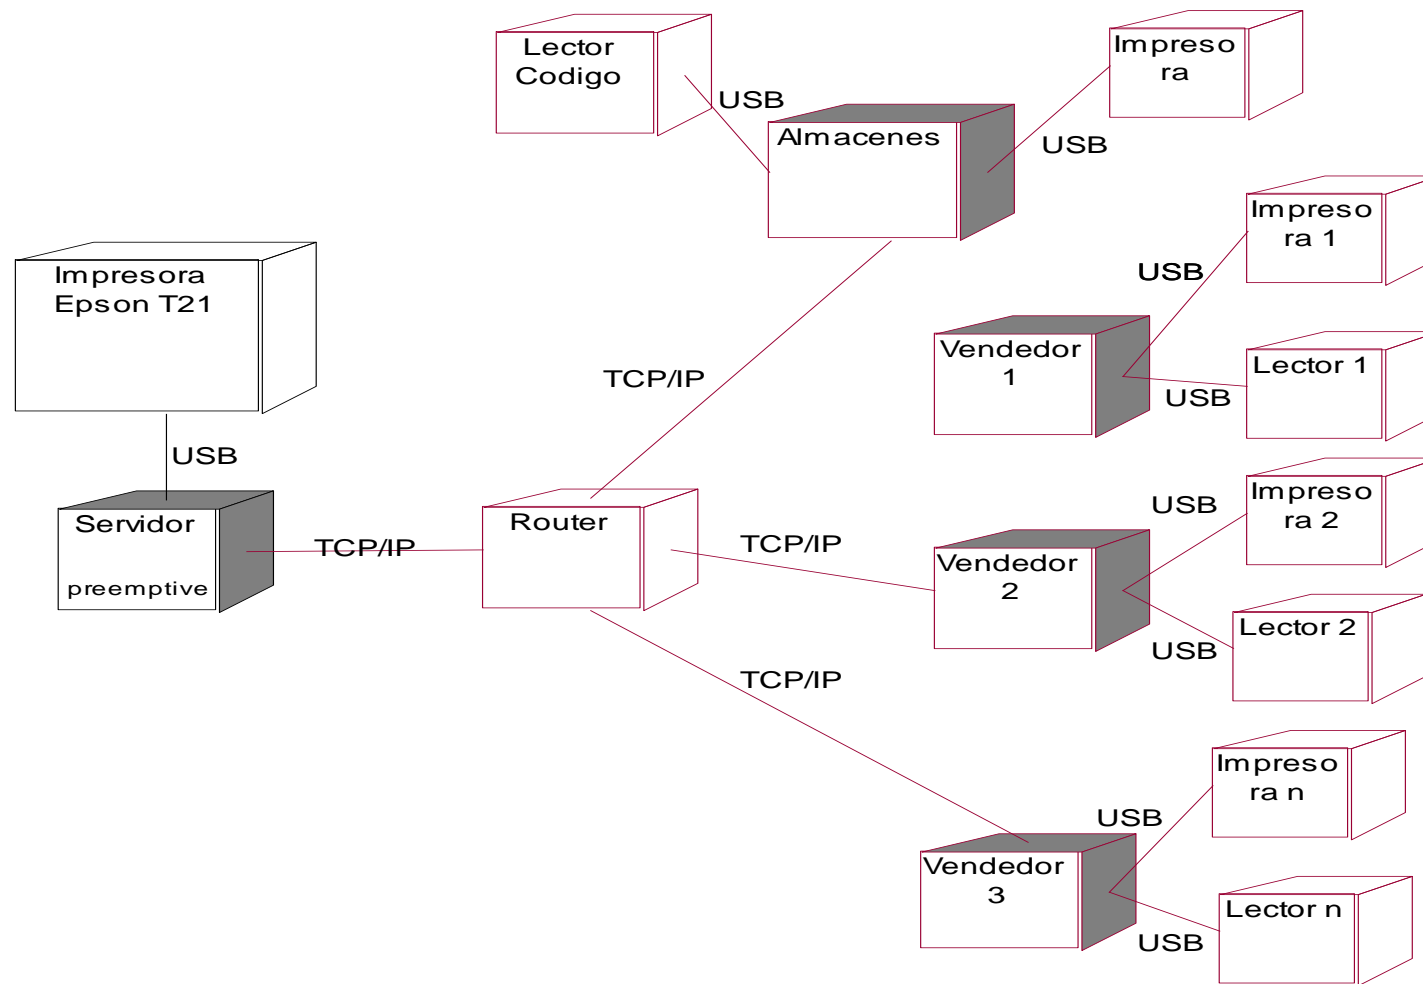 Lector
Codigo
Impreso
ra
USB
Almacenes
USB
Impreso
ra 1
USB
Impresora
Epson T21
Vendedor
1
Lector 1
TCP/IP
USB
USB
Impreso
ra 2
USB
Servidor
preemptive
TCP/IP
Router
TCP/IP
Vendedor
2
Lector 2
USB
TCP/IP
Impreso
ra n
USB
Vendedor
3
Lector n
USB